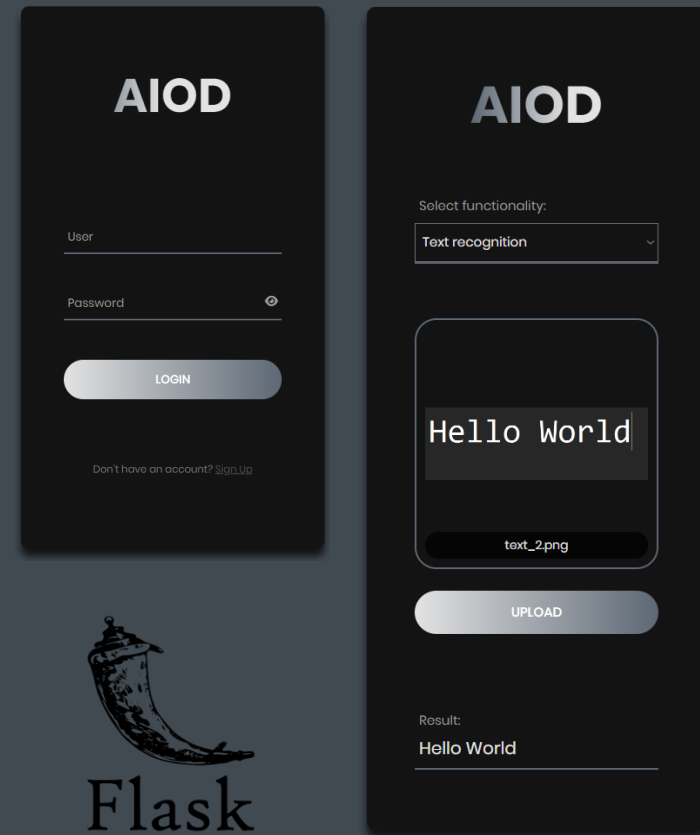 AIOD
User
Password
LOGIN
Don't have an account? Sign Up
Flask
AIOD
Select functionality:
Text recognition
Hello World
text_2.png
UPLOAD
Result:
Hello World